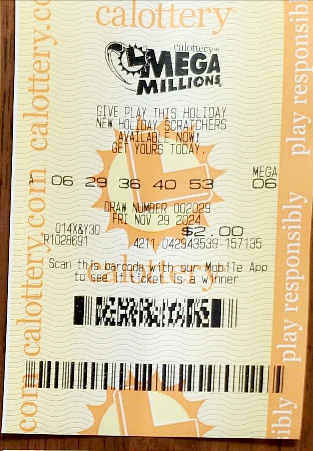 calottery
calottery
MEGA
MILLIONS
GIVE PLAY THIS HOLIDAY
NEW HOLIDAY SCRATCHERS
AVAILABLE NOW!
GET YOURS TODAY.
MEGA
A 06 29 36 40 53 06
DRAW NUMBER 002029
FRI NOV 29 2024
014X&Y30 $2.00
R1028691 4211-042943539-157135
Scan this barcode with our Mobile App
to see if ticket is a winner
calottery
calottery.com calottery.com
play responsibly play responsibly